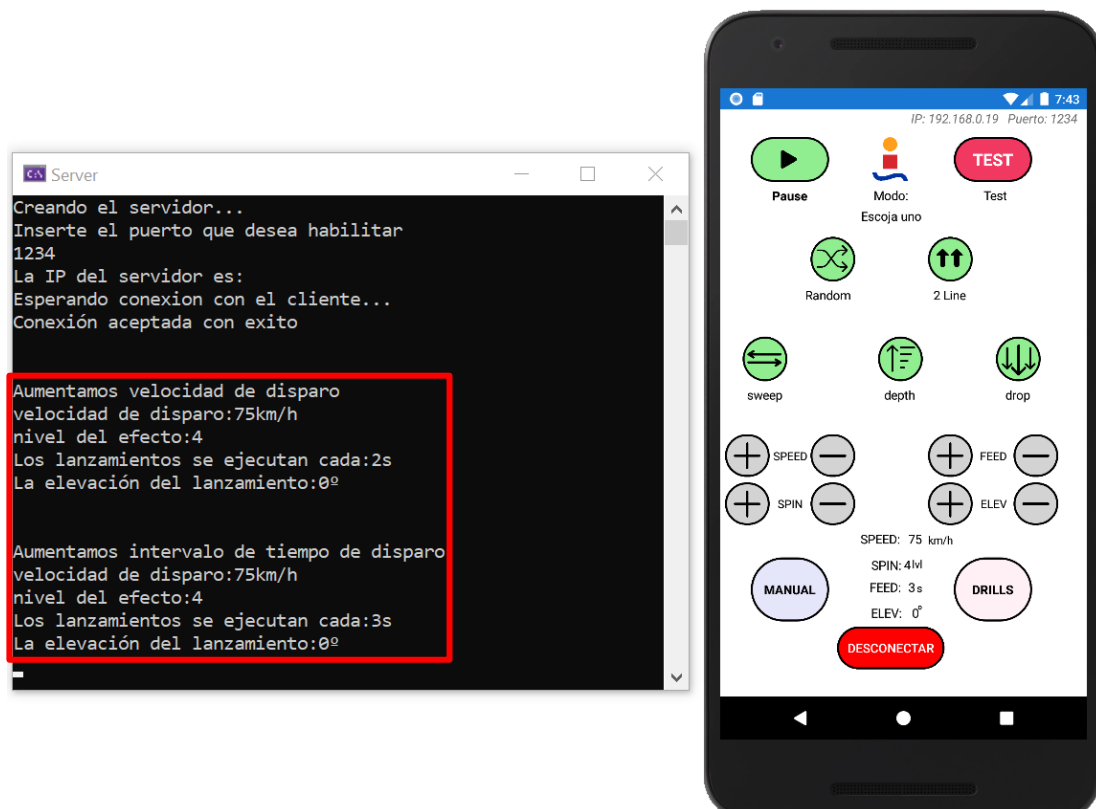 Server
Creando el servidor...
Inserte el puerto que desea habilitar
1234
La IP del servidor es:
Esperando conexion con el cliente...
Conexión aceptada con exito
Aumentamos velocidad de disparo
velocidad de disparo:75km/h
nivel del efecto:4
Los lanzamientos se ejecutan cada:2s
La elevación del lanzamiento:0º
Aumentamos intervalo de tiempo de disparo
velocidad de disparo:75km/h
nivel del efecto:4
Los lanzamientos se ejecutan cada:3s
La elevación del lanzamiento:0º
7:43
IP: 192.168.0.19 Puerto: 1234
TEST
Pause Modo: Test
Escoja uno
Random 2 Line
sweep depth drop
SPEED FEED
SPIN ELEV
SPEED: 75 km/h
SPIN: 4 lvl
MANUAL FEED: 3 s DRILLS
ELEV: 0º
DESCONECTAR